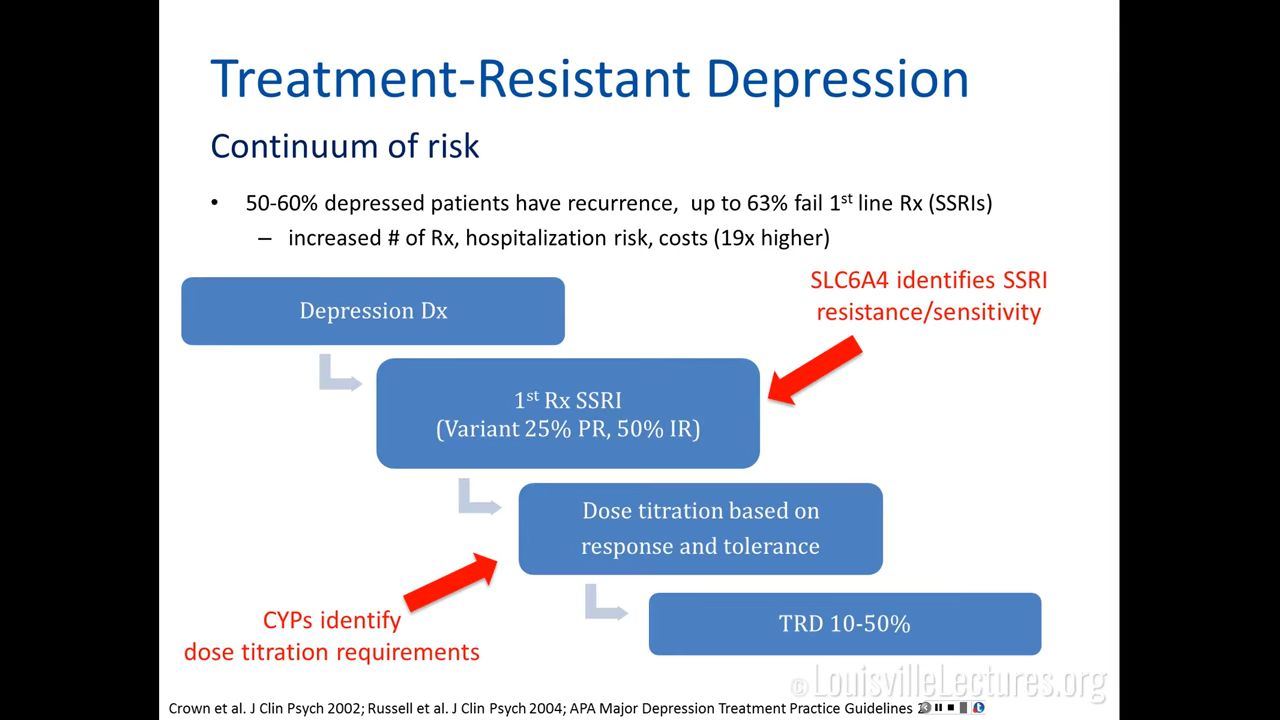 Treatment-Resistant Depression
Continuum of risk
• 50-60% depressed patients have recurrence, up to 63% fail 1st line Rx (SSRIs)
– increased # of Rx, hospitalization risk, costs (19x higher)
SLC6A4 identifies SSRI
resistance/sensitivity
Depression Dx
1st Rx SSRI
(Variant 25% PR, 50% IR)
Dose titration based on
response and tolerance
CYPs identify
dose titration requirements
TRD 10-50%
© LouisvilleLectures.org
Crown et al. J Clin Psych 2002; Russell et al. J Clin Psych 2004; APA Major Depression Treatment Practice Guidelines